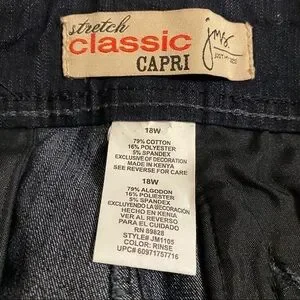 stretch
classic
CAPRI
jms.
JUST MY SIZE
18W
79% COTTON
16% POLYESTER
5% SPANDEX
EXCLUSIVE OF DECORATION
MADE IN KENYA
SEE REVERSE FOR CARE
18W
79% ALGODON
16% POLIESTER
5% SPANDEX
EXCLUYENDO LA DECORACION
HECHO EN KENIA
VER AL REVERSO
PARA EL CUIDADO
RN 89828
STYLE# JM1105
COLOR: RINSE
UPC# 60971757716